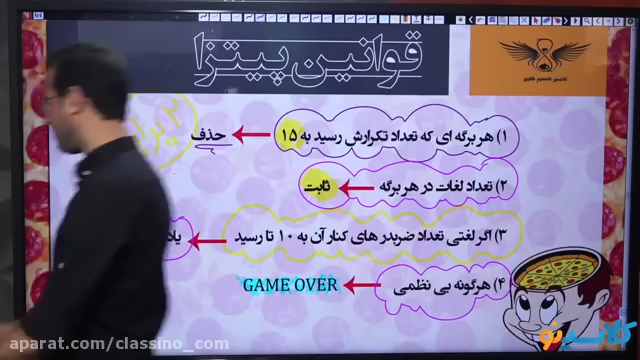 قوانین پیتزا
۱) هر برگه ای که تعداد تکرارش رسید به ۱۵ حذف
۲) تعداد لغات در هر برگه ثابت
۳) اگر لغتی تعداد ضربدر های کنار آن به ۱۰ تا رسید
۴) هرگونه بی نظمی GAME OVER
کلاسینو
aparat.com/classino_com